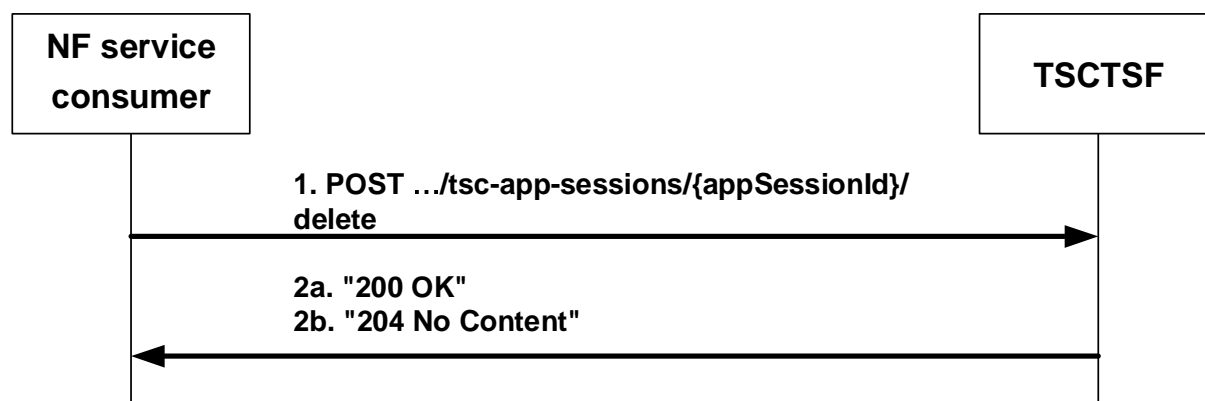 NF service
consumer
TSCTSF
1. POST …/tsc-app-sessions/{appSessionId}/
delete
2a. "200 OK"
2b. "204 No Content"